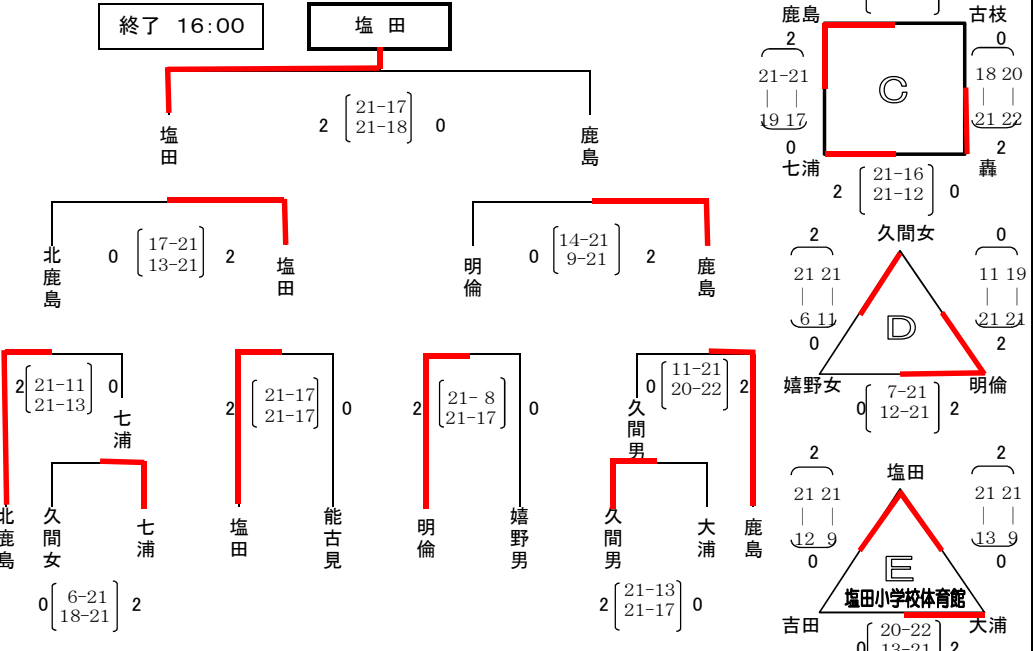 終了 16:00
塩田
2
21-17
21-18
0
塩田
鹿島
0
17-21
13-21
2
北鹿島
塩田
0
14-21
9-21
2
明倫
鹿島
2
21-11
21-13
0
七浦
2
21-17
21-17
0
2
21- 8
21-17
0
0
11-21
20-22
2
久間男
北鹿島
久間女
七浦
塩田
能古見
明倫
嬉野男
久間男
大浦
鹿島
0
6-21
18-21
2
2
21-13
21-17
0
鹿島
古枝
2
0
21-21
18 20
C
19 17
21 22
0
2
七浦
轟
2
21-16
21-12
0
久間女
2
0
21 21
11 19
D
6 11
21 21
0
2
嬉野女
明倫
0
7-21
12-21
2
塩田
2
2
21 21
21 21
12 9
13 9
0
0
E
塩田小学校体育館
吉田
大浦
0
20-22
13-21
2